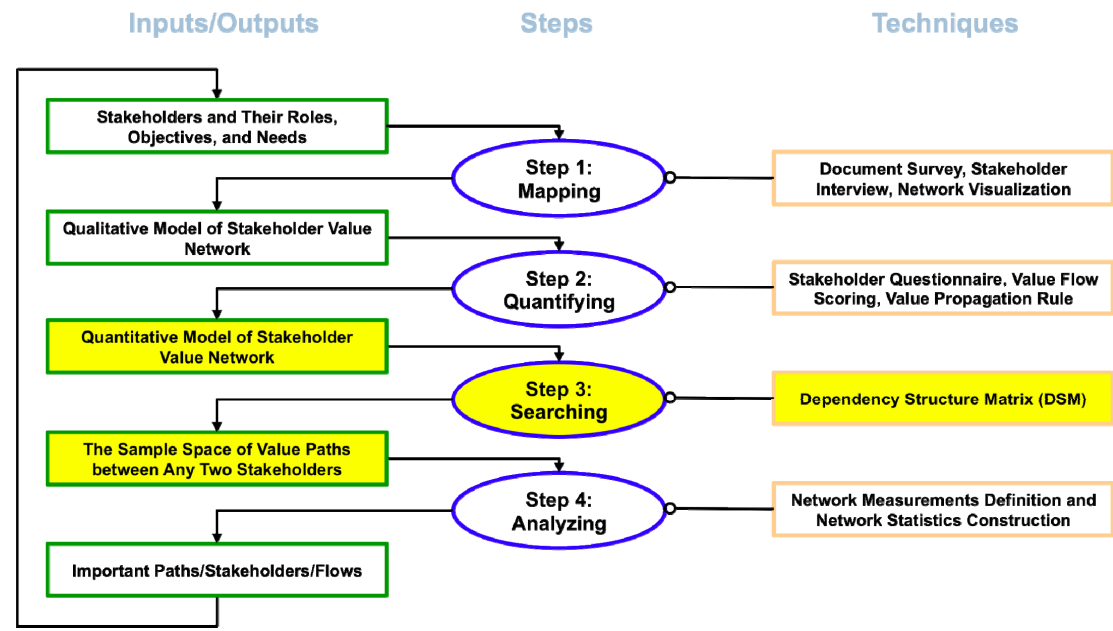 Inputs/Outputs
Steps
Techniques
Stakeholders and Their Roles,
Objectives, and Needs
Step 1:
Mapping
Document Survey, Stakeholder
Interview, Network Visualization
Qualitative Model of Stakeholder Value
Network
Step 2:
Quantifying
Stakeholder Questionnaire, Value Flow
Scoring, Value Propagation Rule
Quantitative Model of Stakeholder
Value Network
Step 3:
Searching
Dependency Structure Matrix (DSM)
The Sample Space of Value Paths
between Any Two Stakeholders
Step 4:
Analyzing
Network Measurements Definition and
Network Statistics Construction
Important Paths/Stakeholders/Flows